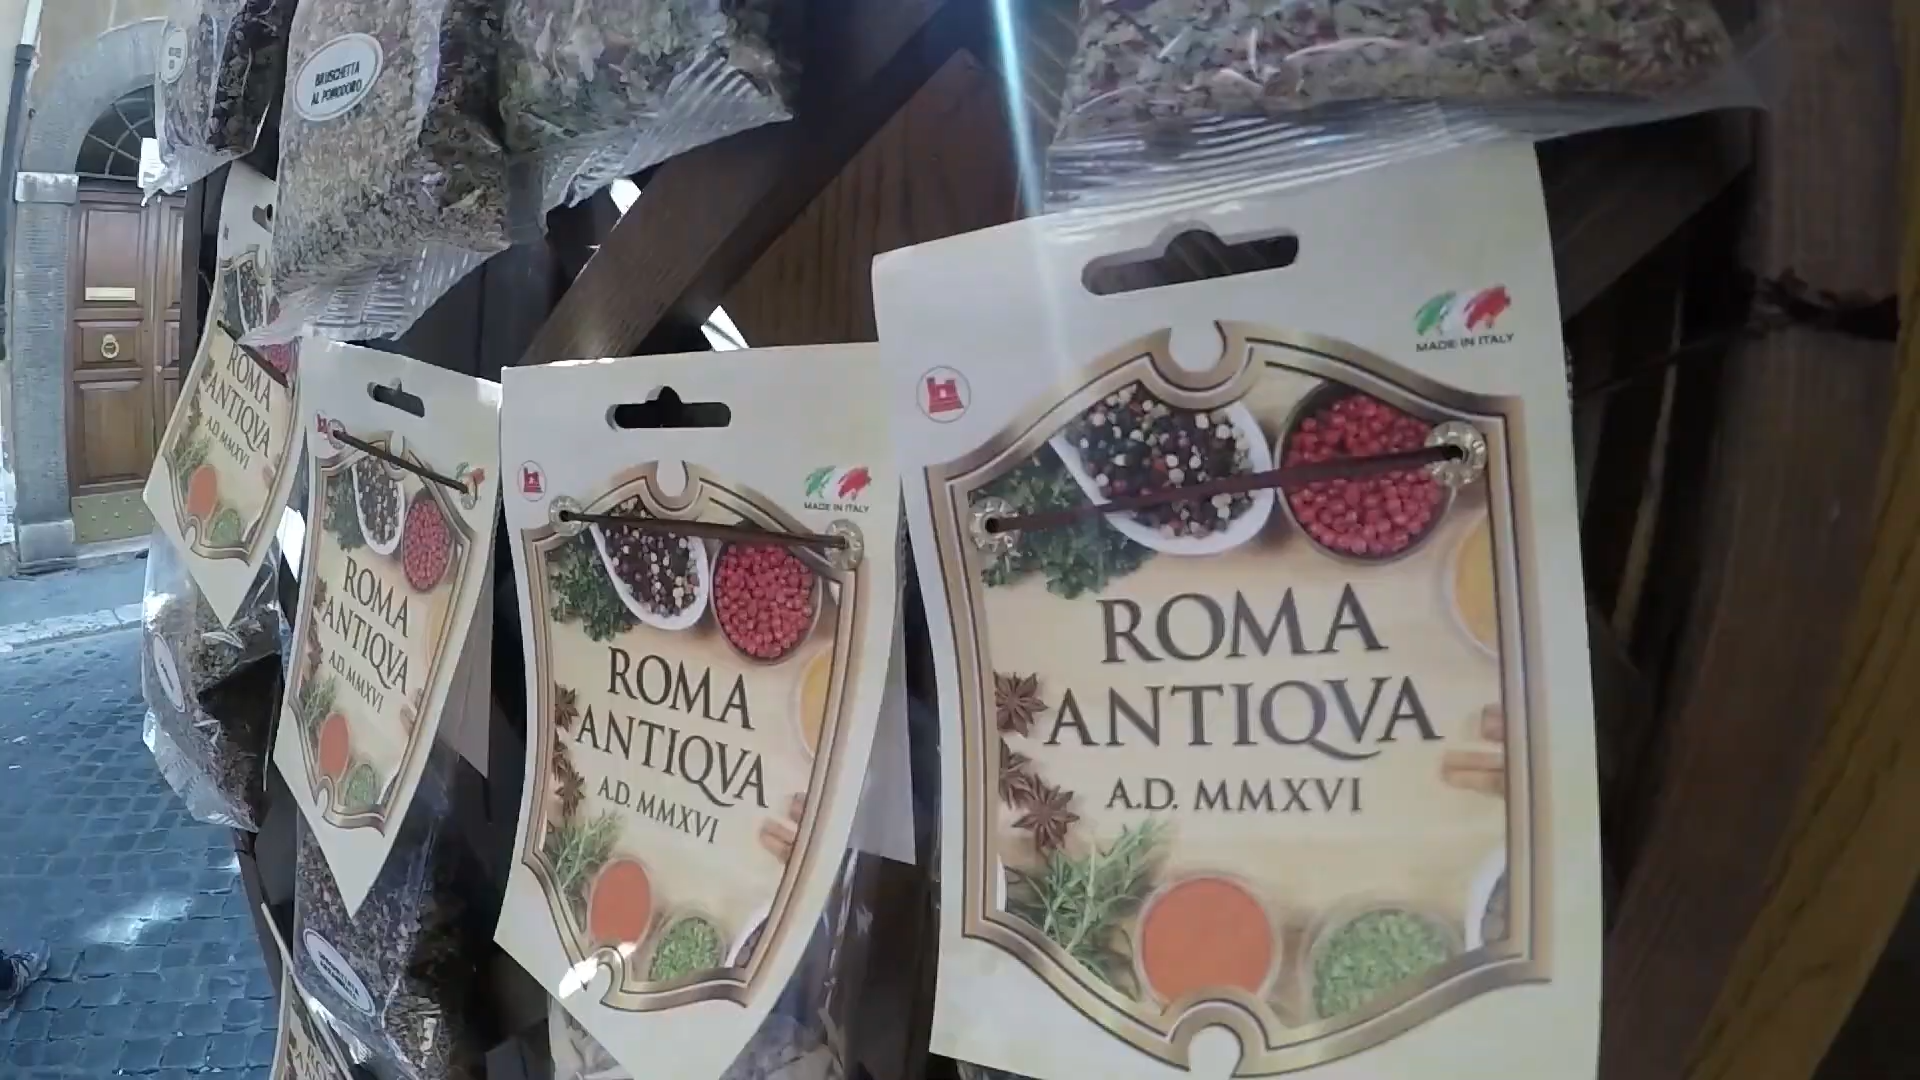 BRUSCHETTA
AL POMODORO
ROMA
ANTIQVA
A.D. MMXVI
ROMA
ANTIQVA
A.D. MMXVI
MADE IN ITALY
ROMA
ANTIQVA
A.D. MMXVI
MADE IN ITALY
ROMA
ANTIQVA
A.D. MMXVI